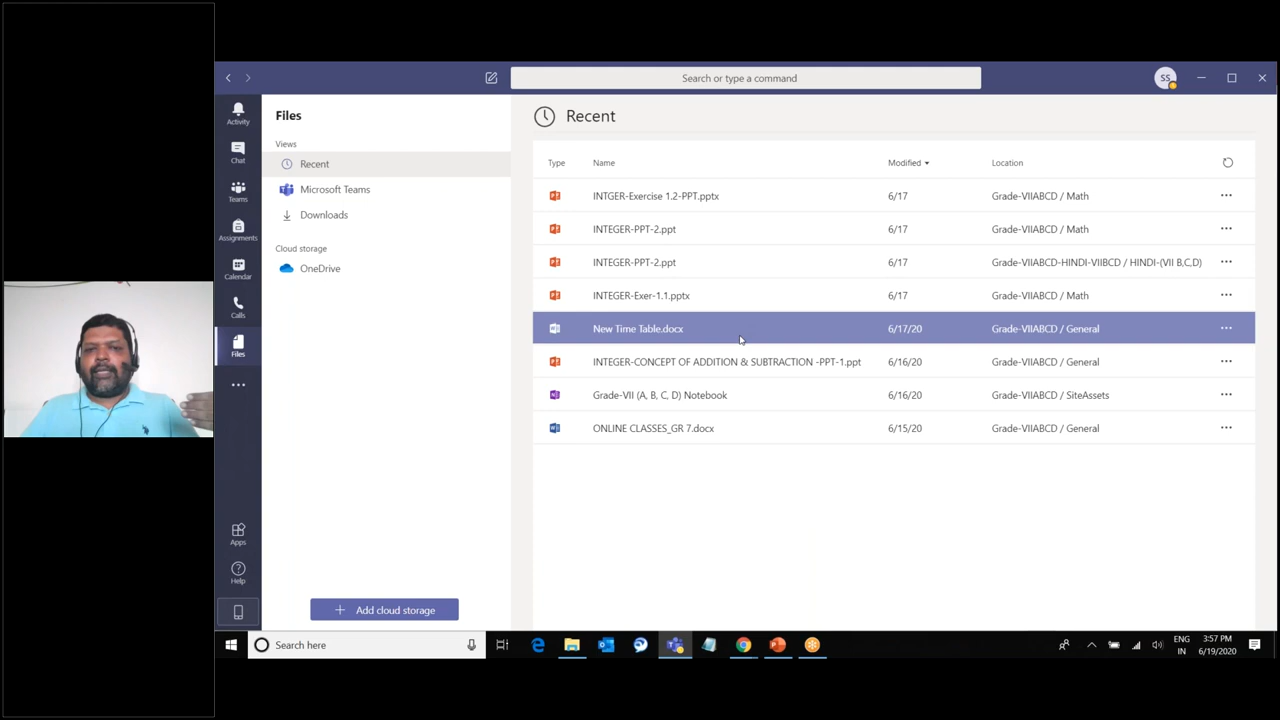 Search or type a command
SS
Activity
Chat
Teams
Assignments
Calendar
Calls
Files
Apps
Help
Files
Views
Recent
Microsoft Teams
Downloads
Cloud storage
OneDrive
Add cloud storage
Recent
Type Name Modified Location
INTGER-Exercise 1.2-PPT.pptx 6/17 Grade-VIIABCD / Math
INTEGER-PPT-2.ppt 6/17 Grade-VIIABCD / Math
INTEGER-PPT-2.ppt 6/17 Grade-VIIABCD-HINDI-VIIBCD / HINDI-(VII B,C,D)
INTEGER-Exer-1.1.pptx 6/17 Grade-VIIABCD / Math
New Time Table.docx 6/17/20 Grade-VIIABCD / General
INTEGER-CONCEPT OF ADDITION & SUBTRACTION -PPT-1.ppt 6/16/20 Grade-VIIABCD / General
Grade-VII (A, B, C, D) Notebook 6/16/20 Grade-VIIABCD / SiteAssets
ONLINE CLASSES_GR 7.docx 6/15/20 Grade-VIIABCD / General
Search here
ENG
IN
3:57 PM
6/19/2020